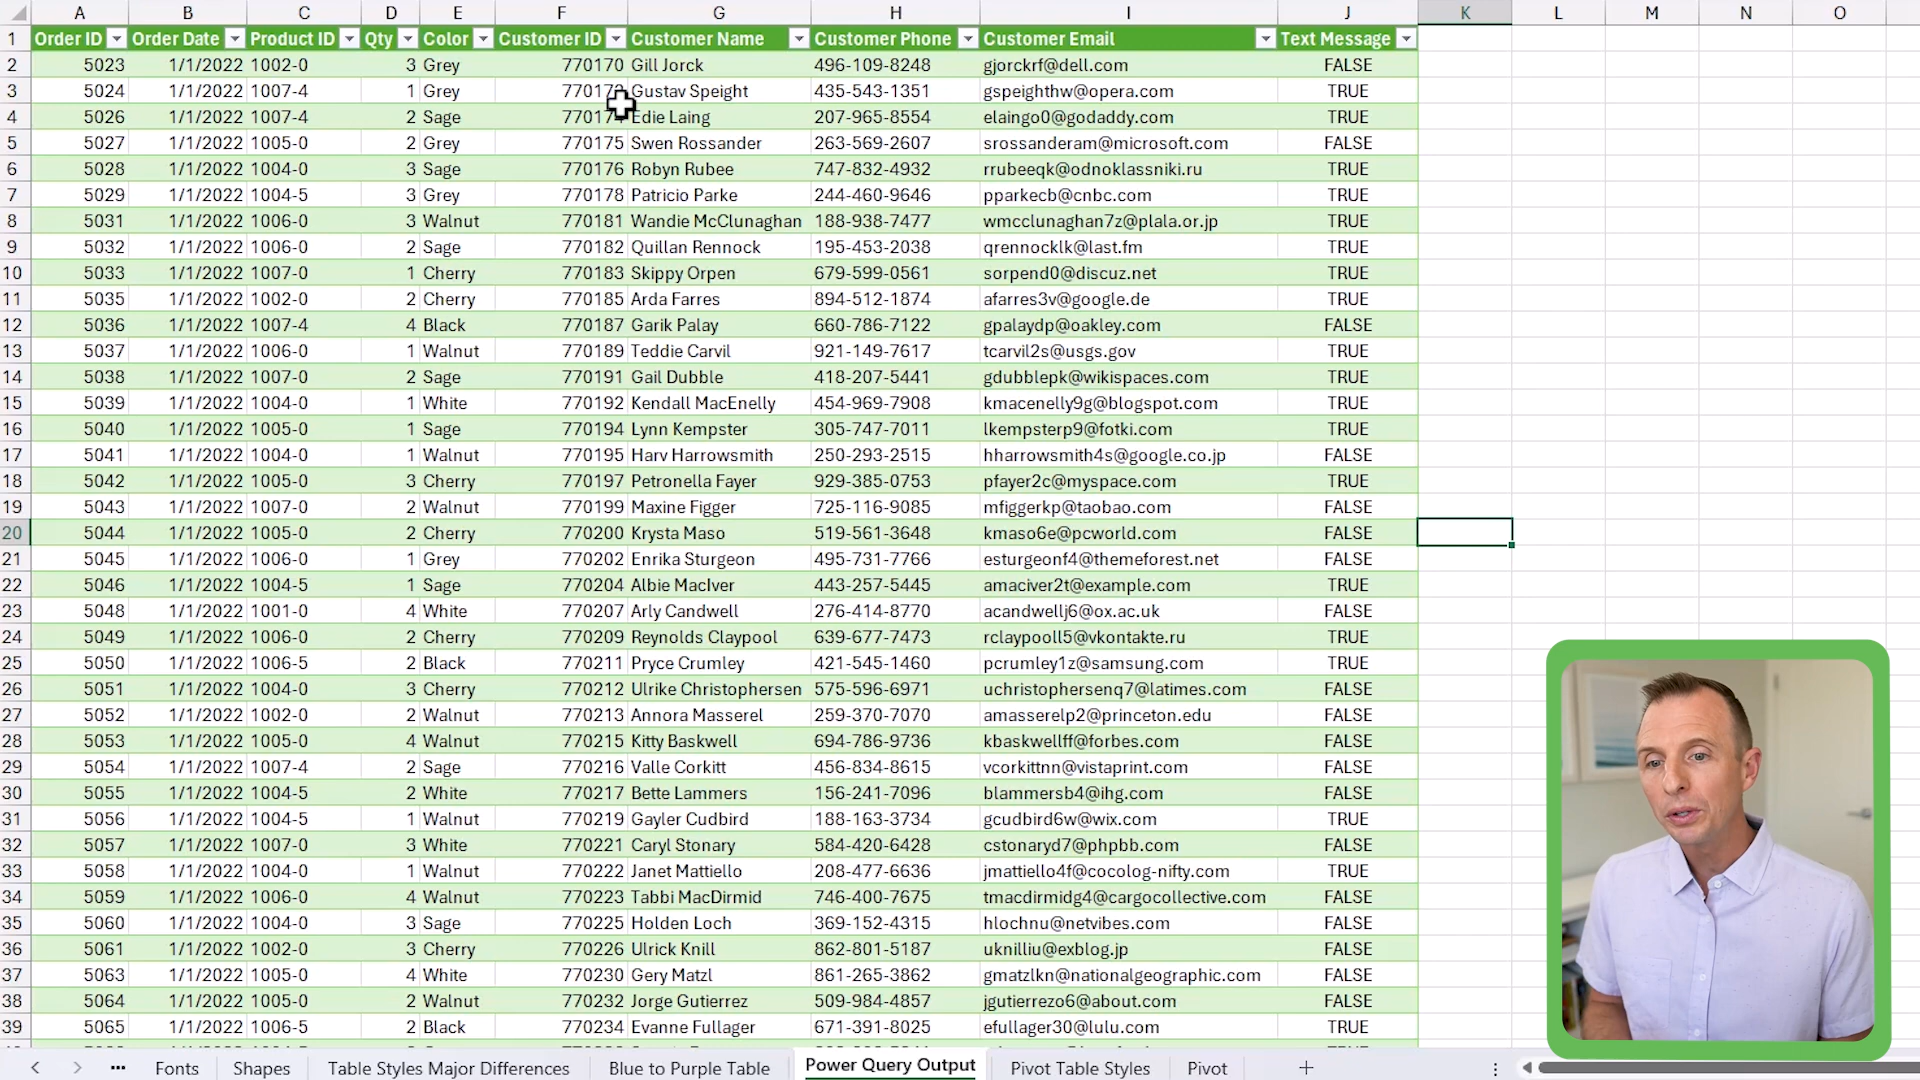 A B C D E F G H I J K L M N O
1 Order ID Order Date Product ID Qty Color Customer ID Customer Name Customer Phone Customer Email Text Message
2 5023 1/1/2022 1002-0 3 Grey 770170 Gill Jorck 496-109-8248 gjorckrf@dell.com FALSE
3 5024 1/1/2022 1007-4 1 Grey Gustav Speight 435-543-1351 gspeighthw@opera.com TRUE
4 5026 1/1/2022 1007-4 2 Sage Edie Laing 207-965-8554 elaingo0@godaddy.com TRUE
5 5027 1/1/2022 1005-0 2 Grey 770175 Swen Rossander 263-569-2607 srossanderam@microsoft.com FALSE
6 5028 1/1/2022 1004-0 3 Sage 770176 Robyn Rubee 747-832-4932 rrubeeqk@odnoklassniki.ru TRUE
7 5029 1/1/2022 1004-5 3 Grey 770178 Patricio Parke 244-460-9646 pparkecb@cnbc.com TRUE
8 5031 1/1/2022 1006-0 3 Walnut 770181 Wandie McClunaghan 188-938-7477 wmcclunaghan7z@plala.or.jp TRUE
9 5032 1/1/2022 1006-0 2 Sage 770182 Quillan Rennock 195-453-2038 qrennocklk@last.fm TRUE
10 5033 1/1/2022 1007-0 1 Cherry 770183 Skippy Orpen 679-599-0561 sorpend0@discuz.net TRUE
11 5035 1/1/2022 1002-0 2 Cherry 770185 Arda Farres 894-512-1874 afarres3v@google.de TRUE
12 5036 1/1/2022 1007-4 4 Black 770187 Garik Palay 660-786-7122 gpalaydp@oakley.com FALSE
13 5037 1/1/2022 1006-0 1 Walnut 770189 Teddie Carvil 921-149-7617 tcarvil2s@usgs.gov TRUE
14 5038 1/1/2022 1007-0 2 Sage 770191 Gail Dubble 418-207-5441 gdubblepk@wikispaces.com TRUE
15 5039 1/1/2022 1004-0 1 White 770192 Kendall MacEnelly 454-969-7908 kmacenelly9g@blogspot.com TRUE
16 5040 1/1/2022 1005-0 1 Sage 770194 Lynn Kempster 305-747-7011 lkempsterp9@fotki.com TRUE
17 5041 1/1/2022 1004-0 1 Walnut 770195 Harv Harrowsmith 250-293-2515 hharrowsmith4s@google.co.jp FALSE
18 5042 1/1/2022 1005-0 3 Cherry 770197 Petronella Fayer 929-385-0753 pfayer2c@myspace.com TRUE
19 5043 1/1/2022 1007-0 2 Walnut 770199 Maxine Figger 725-116-9085 mfiggerkp@taobao.com FALSE
20 5044 1/1/2022 1005-0 2 Cherry 770200 Krysta Maso 519-561-3648 kmaso6e@pcworld.com FALSE
21 5045 1/1/2022 1006-0 1 Grey 770202 Enrika Sturgeon 495-731-7766 esturgeonf4@themeforest.net FALSE
22 5046 1/1/2022 1004-5 1 Sage 770204 Albie MacIver 443-257-5445 amaciver2t@example.com TRUE
23 5048 1/1/2022 1001-0 4 White 770207 Arly Candwell 276-414-8770 acandwellj6@ox.ac.uk FALSE
24 5049 1/1/2022 1006-0 2 Cherry 770209 Reynolds Claypool 639-677-7473 rclaypooll5@vkontakte.ru TRUE
25 5050 1/1/2022 1006-5 2 Black 770211 Pryce Crumley 421-545-1460 pcrumley1z@samsung.com TRUE
26 5051 1/1/2022 1004-0 3 Cherry 770212 Ulrike Christophersen 575-596-6971 uchristophersenq7@latimes.com FALSE
27 5052 1/1/2022 1002-0 2 Walnut 770213 Annora Masserel 259-370-7070 amasserelp2@princeton.edu FALSE
28 5053 1/1/2022 1005-0 4 Walnut 770215 Kitty Baskwell 694-786-9736 kbaskwellff@forbes.com FALSE
29 5054 1/1/2022 1007-4 2 Sage 770216 Valle Corkitt 456-834-8615 vcorkittnn@vistaprint.com FALSE
30 5055 1/1/2022 1004-5 2 White 770217 Bette Lammers 156-241-7096 blammersb4@ihg.com FALSE
31 5056 1/1/2022 1004-5 1 Walnut 770219 Gayler Cudbird 188-163-3734 gcudbird6w@wix.com TRUE
32 5057 1/1/2022 1007-0 3 White 770221 Caryl Stonary 584-420-6428 cstonaryd7@phpbb.com FALSE
33 5058 1/1/2022 1004-0 1 Walnut 770222 Janet Mattiello 208-477-6636 jmattiello4f@cocolog-nifty.com TRUE
34 5059 1/1/2022 1006-0 4 Walnut 770223 Tabbi MacDirmid 746-400-7675 tmacdirmidg4@cargocollective.com FALSE
35 5060 1/1/2022 1004-0 3 Sage 770225 Holden Loch 369-152-4315 hlochnu@netvibes.com FALSE
36 5061 1/1/2022 1002-0 3 Cherry 770226 Ulrick Knill 862-801-5187 uknilliu@exblog.jp FALSE
37 5063 1/1/2022 1005-0 4 White 770230 Gery Matzl 861-265-3862 gmatzlkn@nationalgeographic.com FALSE
38 5064 1/1/2022 1005-0 2 Walnut 770232 Jorge Gutierrez 509-984-4857 jgutierrezo6@about.com FALSE
39 5065 1/1/2022 1006-5 2 Black 770234 Evanne Fullager 671-391-8025 efullager30@lulu.com TRUE
Fonts Shapes Table Styles Major Differences Blue to Purple Table Power Query Output Pivot Table Styles Pivot